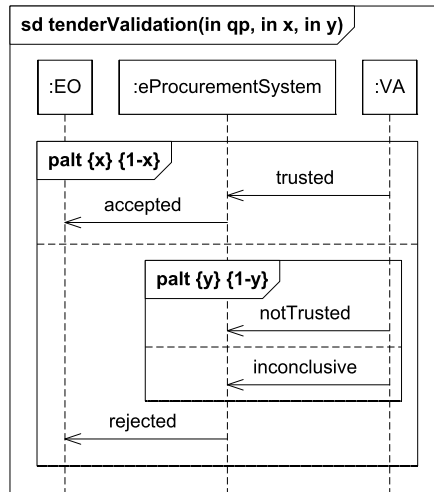 sd tenderValidation(in qp, in x, in y)
:EO
:eProcurementSystem
:VA
palt {x} {1-x}
trusted
accepted
palt {y} {1-y}
notTrusted
inconclusive
rejected